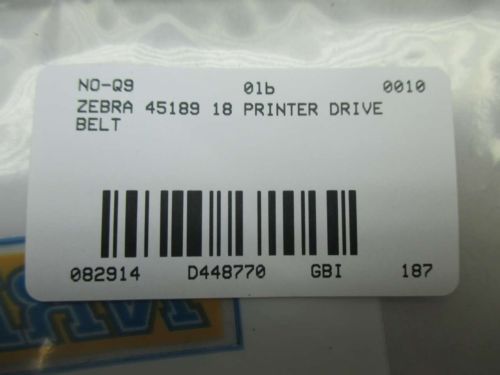 NO-Q9 0lb 0010
ZEBRA 45189 18 PRINTER DRIVE
BELT
082914 D448770 GBI 187